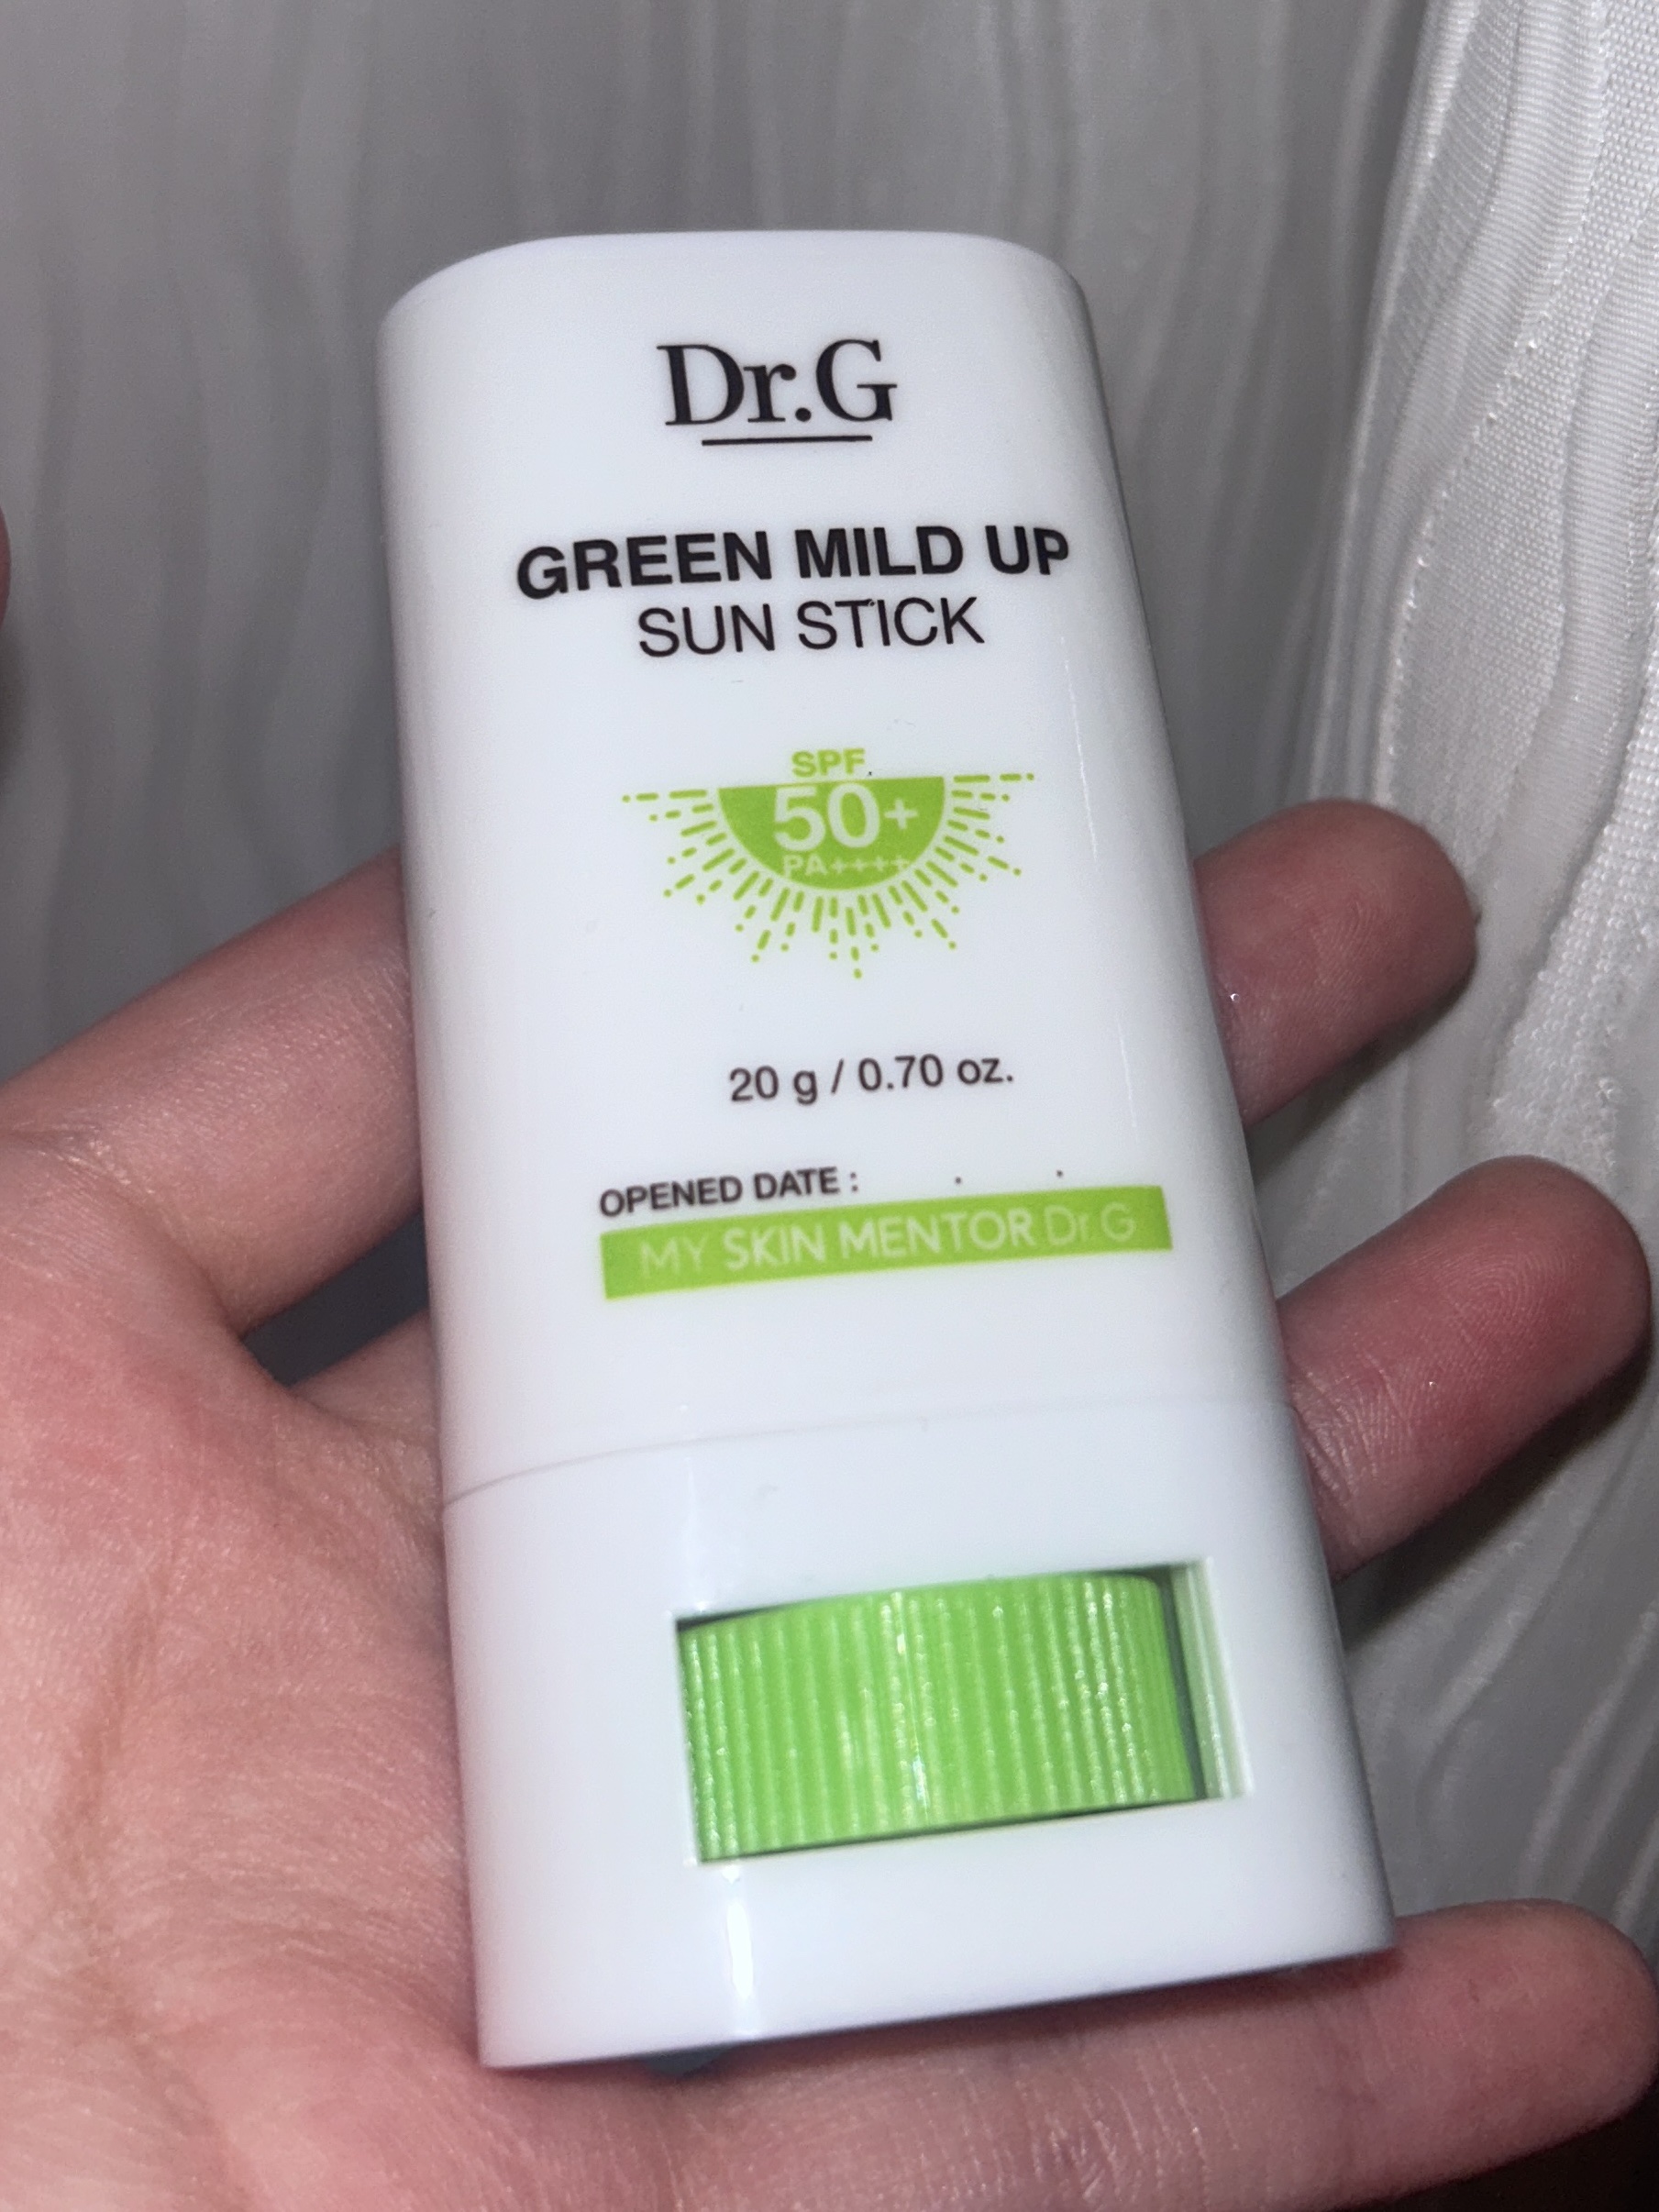 Dr.G
GREEN MILD UP
SUN STICK
SPF
50+
PA++++
20 g / 0.70 oz.
OPENED DATE :      .      .
MY SKIN MENTOR Dr.G